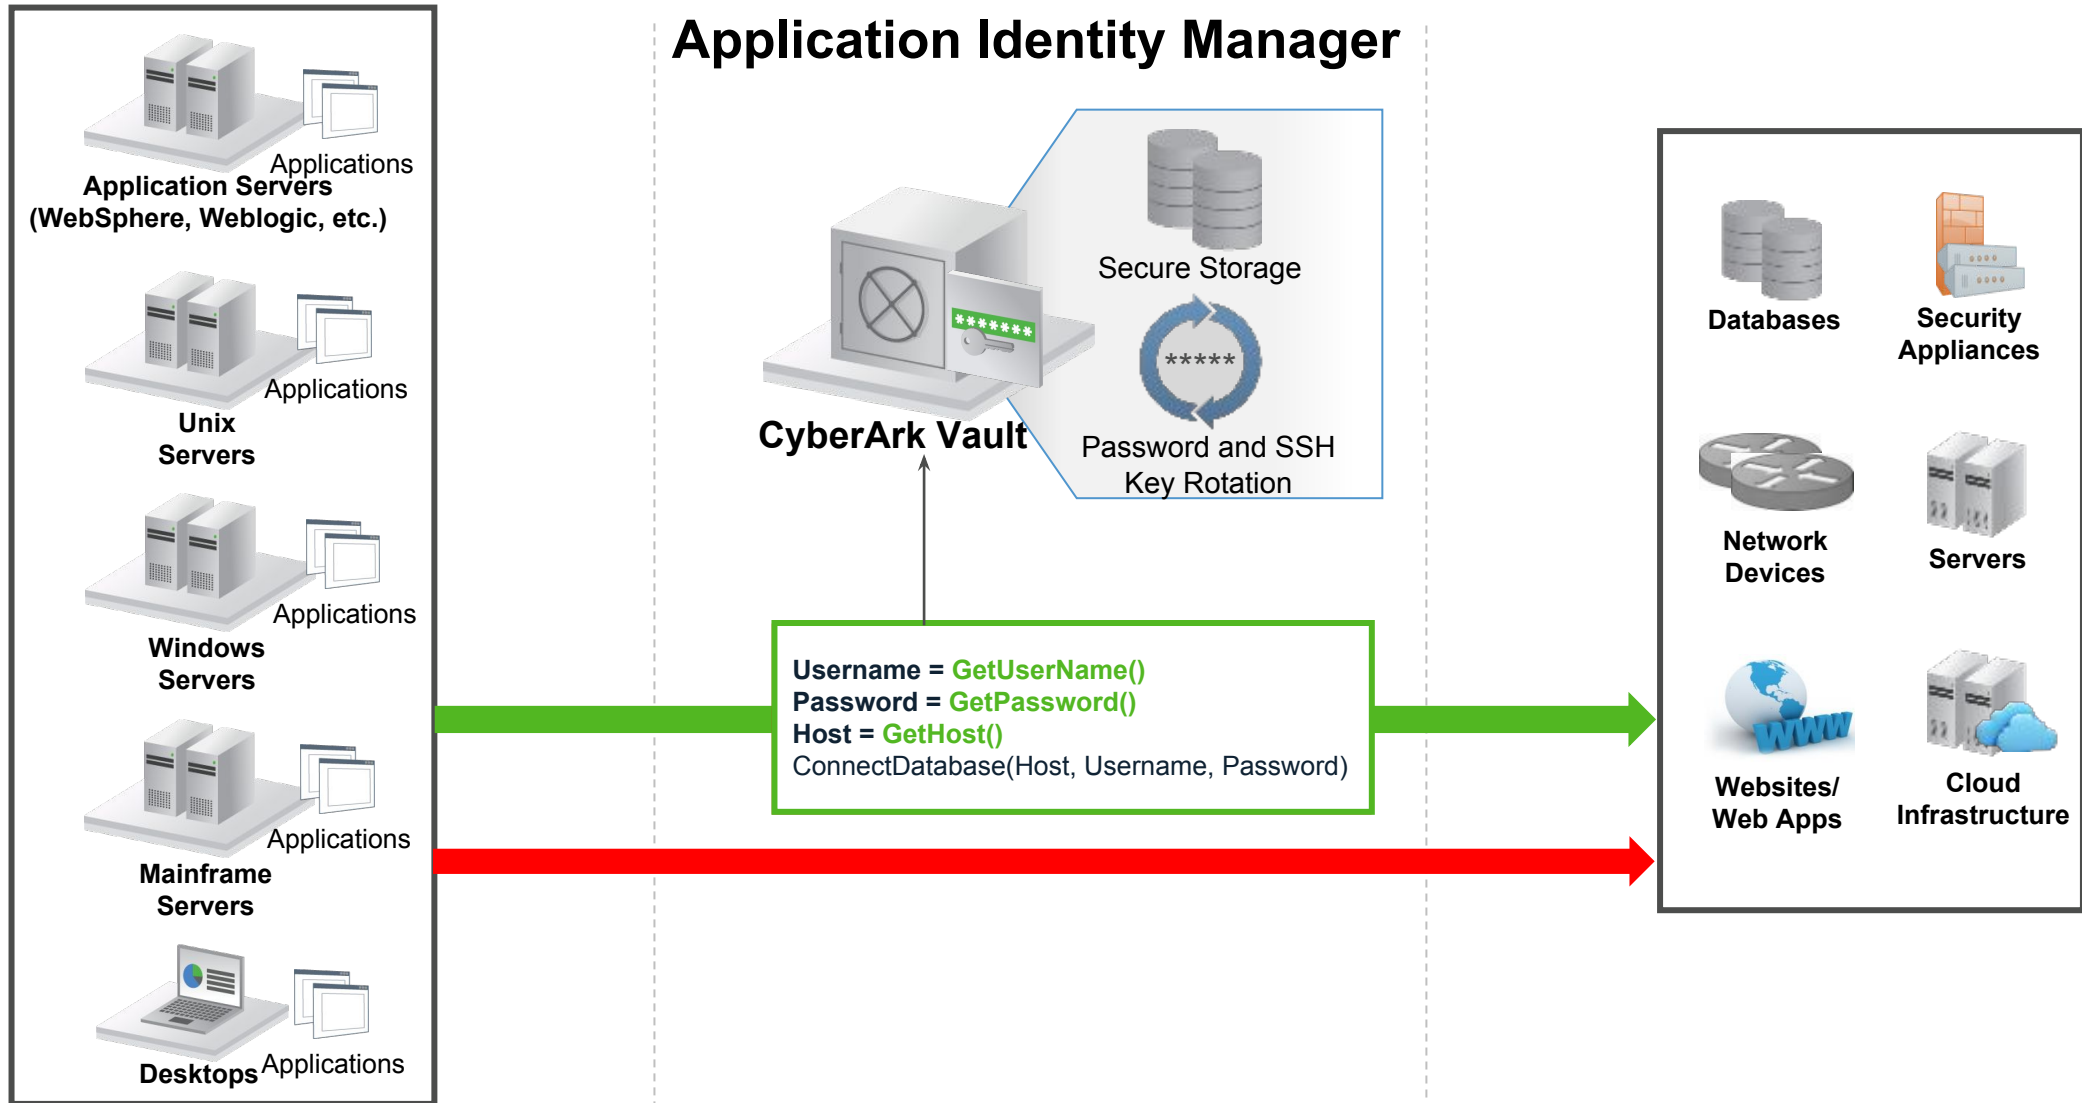 Application Identity Manager
Applications
Application Servers
(WebSphere, Weblogic, etc.)
Applications
Unix
Servers
Applications
Windows
Servers
Applications
Mainframe
Servers
Applications
Desktops
*******
CyberArk Vault
Secure Storage
*****
Password and SSH
Key Rotation
Username = GetUserName()
Password = GetPassword()
Host = GetHost()
ConnectDatabase(Host, Username, Password)
Databases
Security
Appliances
Network
Devices
Servers
WWW
Websites/
Web Apps
Cloud
Infrastructure